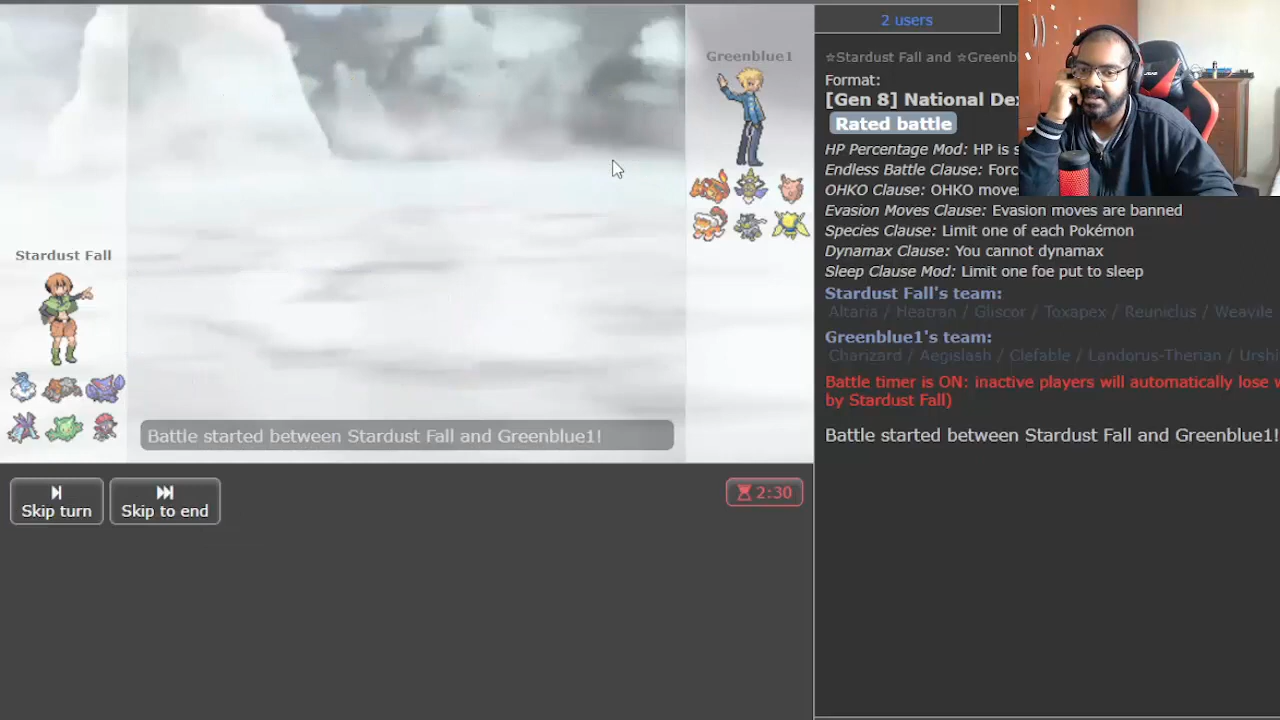 2 users
Greenblue1
☆Stardust Fall and ☆Greenb
Format:
[Gen 8] National Dex
Rated battle
HP Percentage Mod: HP is s
Endless Battle Clause: Forc
OHKO Clause: OHKO moves
Evasion Moves Clause: Evasion moves are banned
Species Clause: Limit one of each Pokémon
Dynamax Clause: You cannot dynamax
Sleep Clause Mod: Limit one foe put to sleep
Stardust Fall
Stardust Fall's team:
Altaria / Heatran / Gliscor / Toxapex / Reuniclus / Weavile
Greenblue1's team:
Charizard / Aegislash / Clefable / Landorus-Therian / Urshi
Battle timer is ON: inactive players will automatically lose w
by Stardust Fall)
Battle started between Stardust Fall and Greenblue1!
Battle started between Stardust Fall and Greenblue1!
Skip turn
Skip to end
2:30